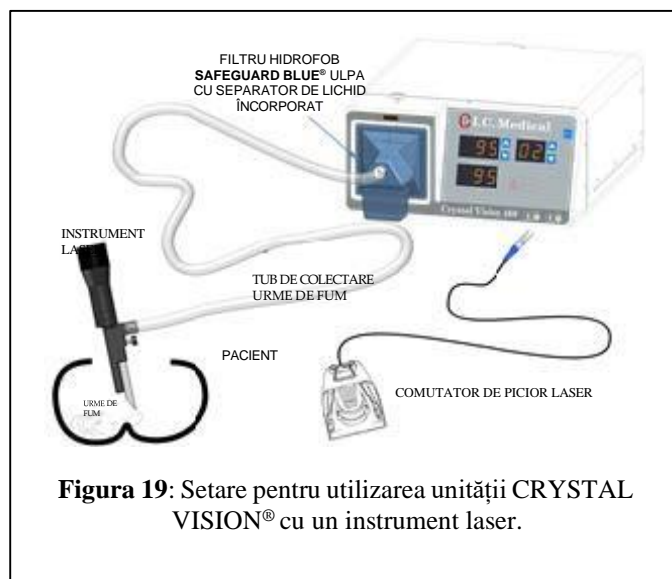 FILTRU HIDROFOB
SAFEGUARD BLUE® ULPA
CU SEPARATOR DE LICHID
ÎNCORPORAT
I.C. Medical
95 02
95
Crystal Vision
INSTRUMENT
TUB DE COLECTARE
URME DE FUM
PACIENT
COMUTATOR DE PICIOR LASER
URME DE
FUM
Figura 19: Setare pentru utilizarea unității CRYSTAL
VISION® cu un instrument laser.